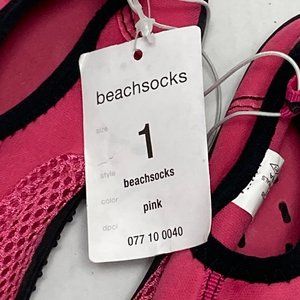 beachsocks
size
1
style
beachsocks
color
pink
dpci
077 10 0040